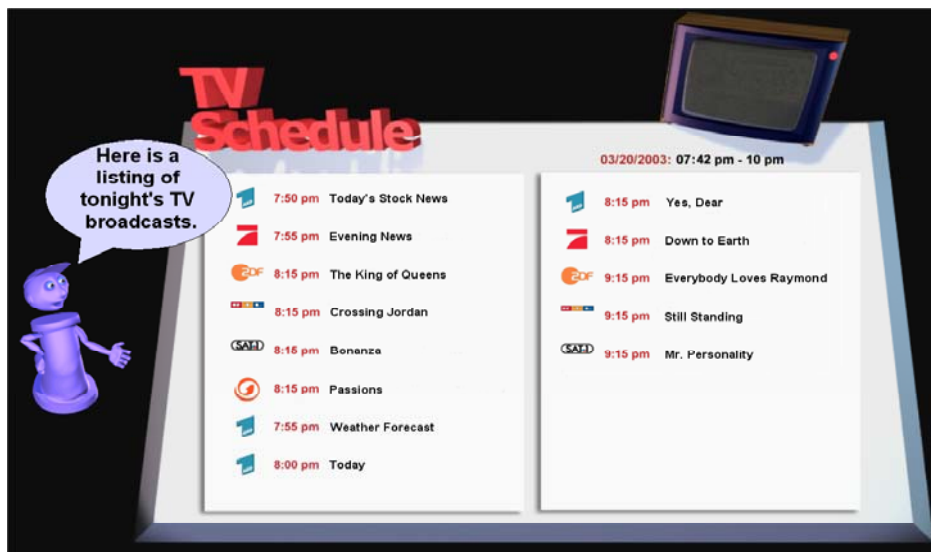 TV
Schedule
Here is a
listing of
tonight's TV
broadcasts.
03/20/2003: 07:42 pm - 10 pm
7:50 pm Today's Stock News
7:55 pm Evening News
ZDF 8:15 pm The King of Queens
8:15 pm Crossing Jordan
SAT.1 8:15 pm Bonanza
8:15 pm Passions
7:55 pm Weather Forecast
8:00 pm Today
8:15 pm Yes, Dear
8:15 pm Down to Earth
ZDF 9:15 pm Everybody Loves Raymond
9:15 pm Still Standing
SAT.1 9:15 pm Mr. Personality